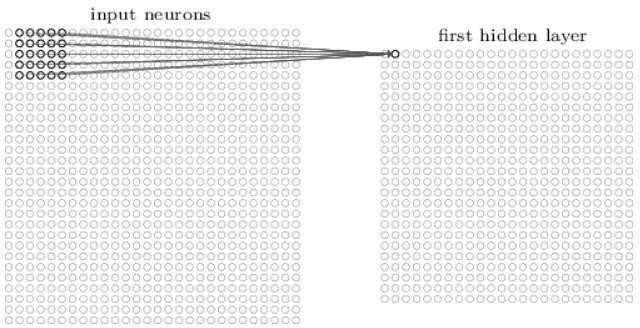 input neurons
first hidden layer